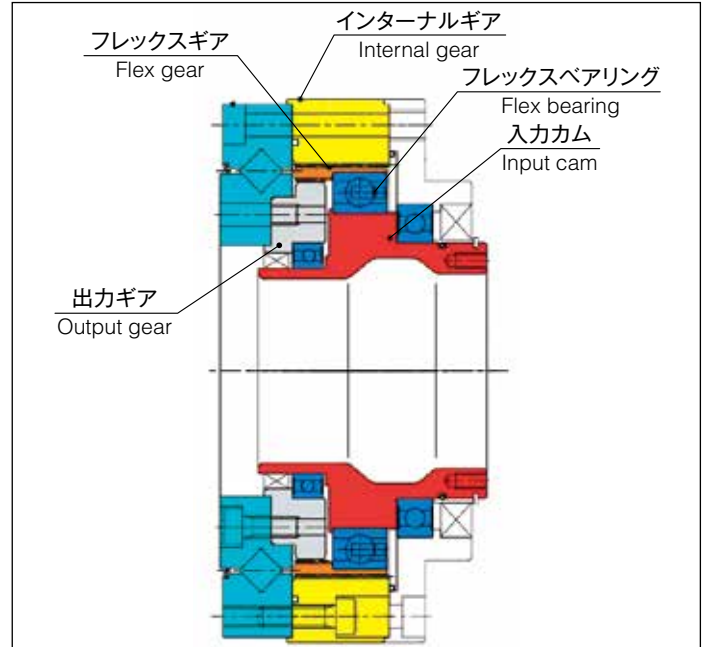 インターナルギア
Internal gear
フレックスギア
Flex gear
フレックスベアリング
Flex bearing
入力カム
Input cam
出力ギア
Output gear